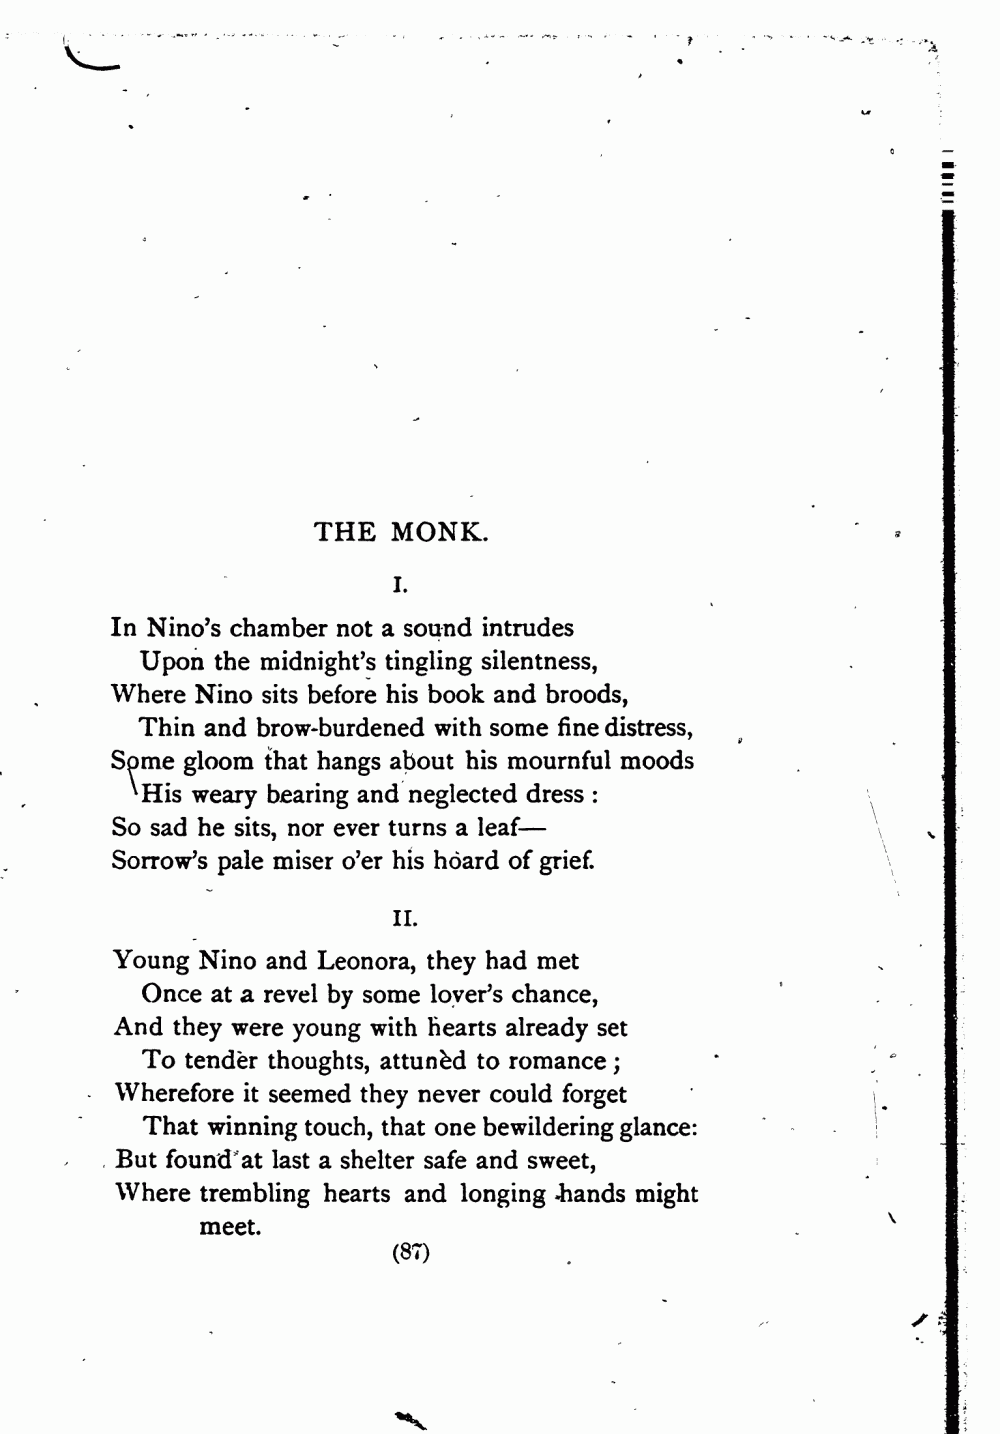 THE MONK.
I.
In Nino's chamber not a sound intrudes
Upon the midnight's tingling silentness,
Where Nino sits before his book and broods,
Thin and brow-burdened with some fine distress,
Some gloom that hangs about his mournful moods
His weary bearing and neglected dress :
So sad he sits, nor ever turns a leaf—
Sorrow's pale miser o'er his hoard of grief.
II.
Young Nino and Leonora, they had met
Once at a revel by some lover's chance,
And they were young with hearts already set
To tender thoughts, attunèd to romance ;
Wherefore it seemed they never could forget
That winning touch, that one bewildering glance:
But found at last a shelter safe and sweet,
Where trembling hearts and longing hands might
meet.
(87)